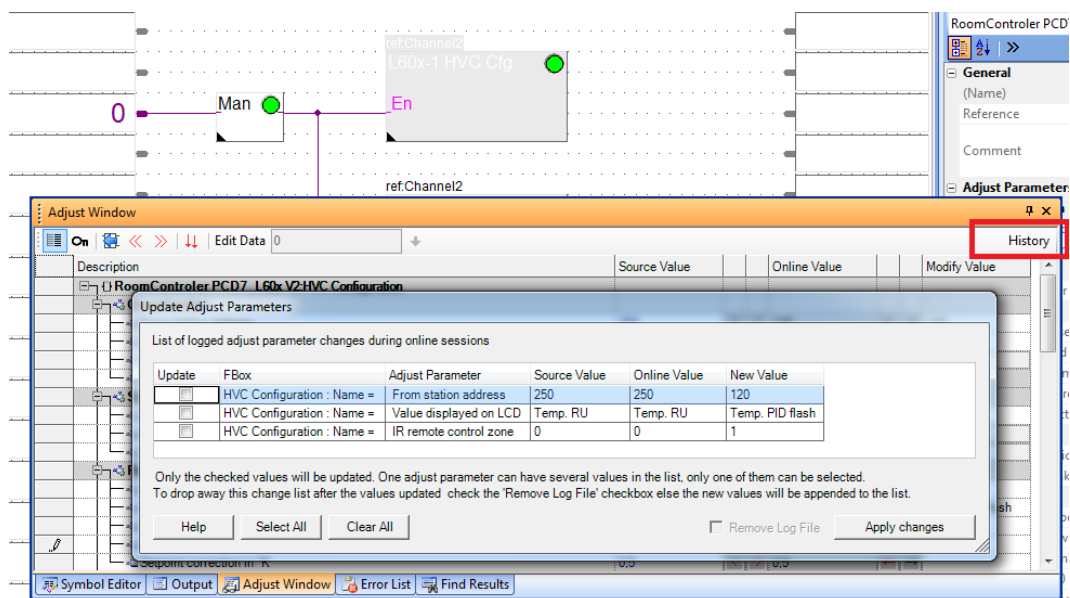 RoomControler PCD7
ref:Channel2
L60x-1 HVC Cfg
General
(Name)
Man
En
0
Reference
Comment
ref:Channel2
Adjust Parameters
Adjust Window
On
Edit Data 0
History
Description Source Value Online Value Modify Value
RoomControler PCD7_L60x V2:HVC Configuration
Update Adjust Parameters
List of logged adjust parameter changes during online sessions
Update FBox Adjust Parameter Source Value Online Value New Value
HVC Configuration : Name = From station address 250 250 120
HVC Configuration : Name = Value displayed on LCD Temp. RU Temp. RU Temp. PID flash
HVC Configuration : Name = IR remote control zone 0 0 1
Only the checked values will be updated. One adjust parameter can have several values in the list, only one of them can be selected.
To drop away this change list after the values updated check the 'Remove Log File' checkbox else the new values will be appended to the list.
sh
Help Select All Clear All Remove Log File Apply changes
Setpoint correction in °K 0,5 0,5
Symbol Editor Output Adjust Window Error List Find Results